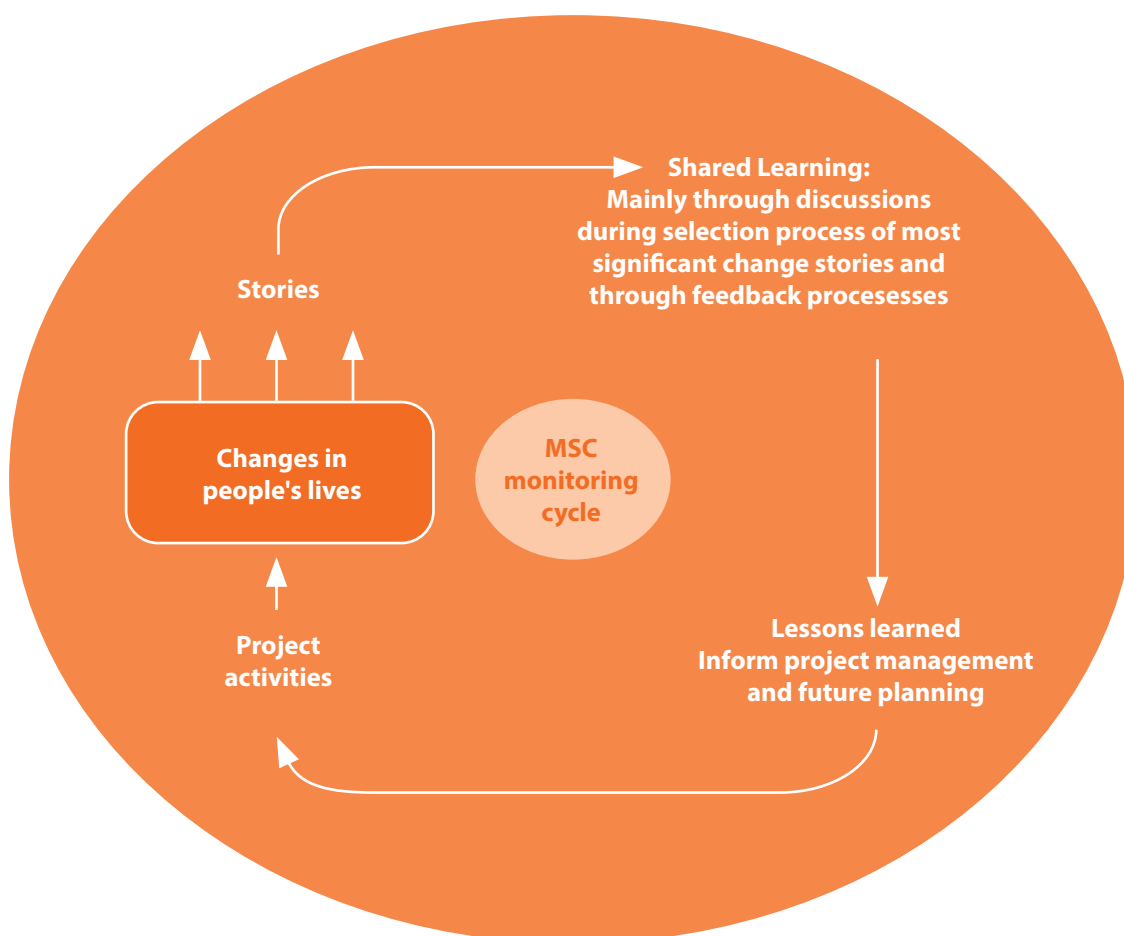 Shared Learning:
Mainly through discussions
during selection process of most
significant change stories and
through feedback procesesses
Stories
Changes in
people's lives
MSC
monitoring
cycle
Project
activities
Lessons learned
Inform project management
and future planning